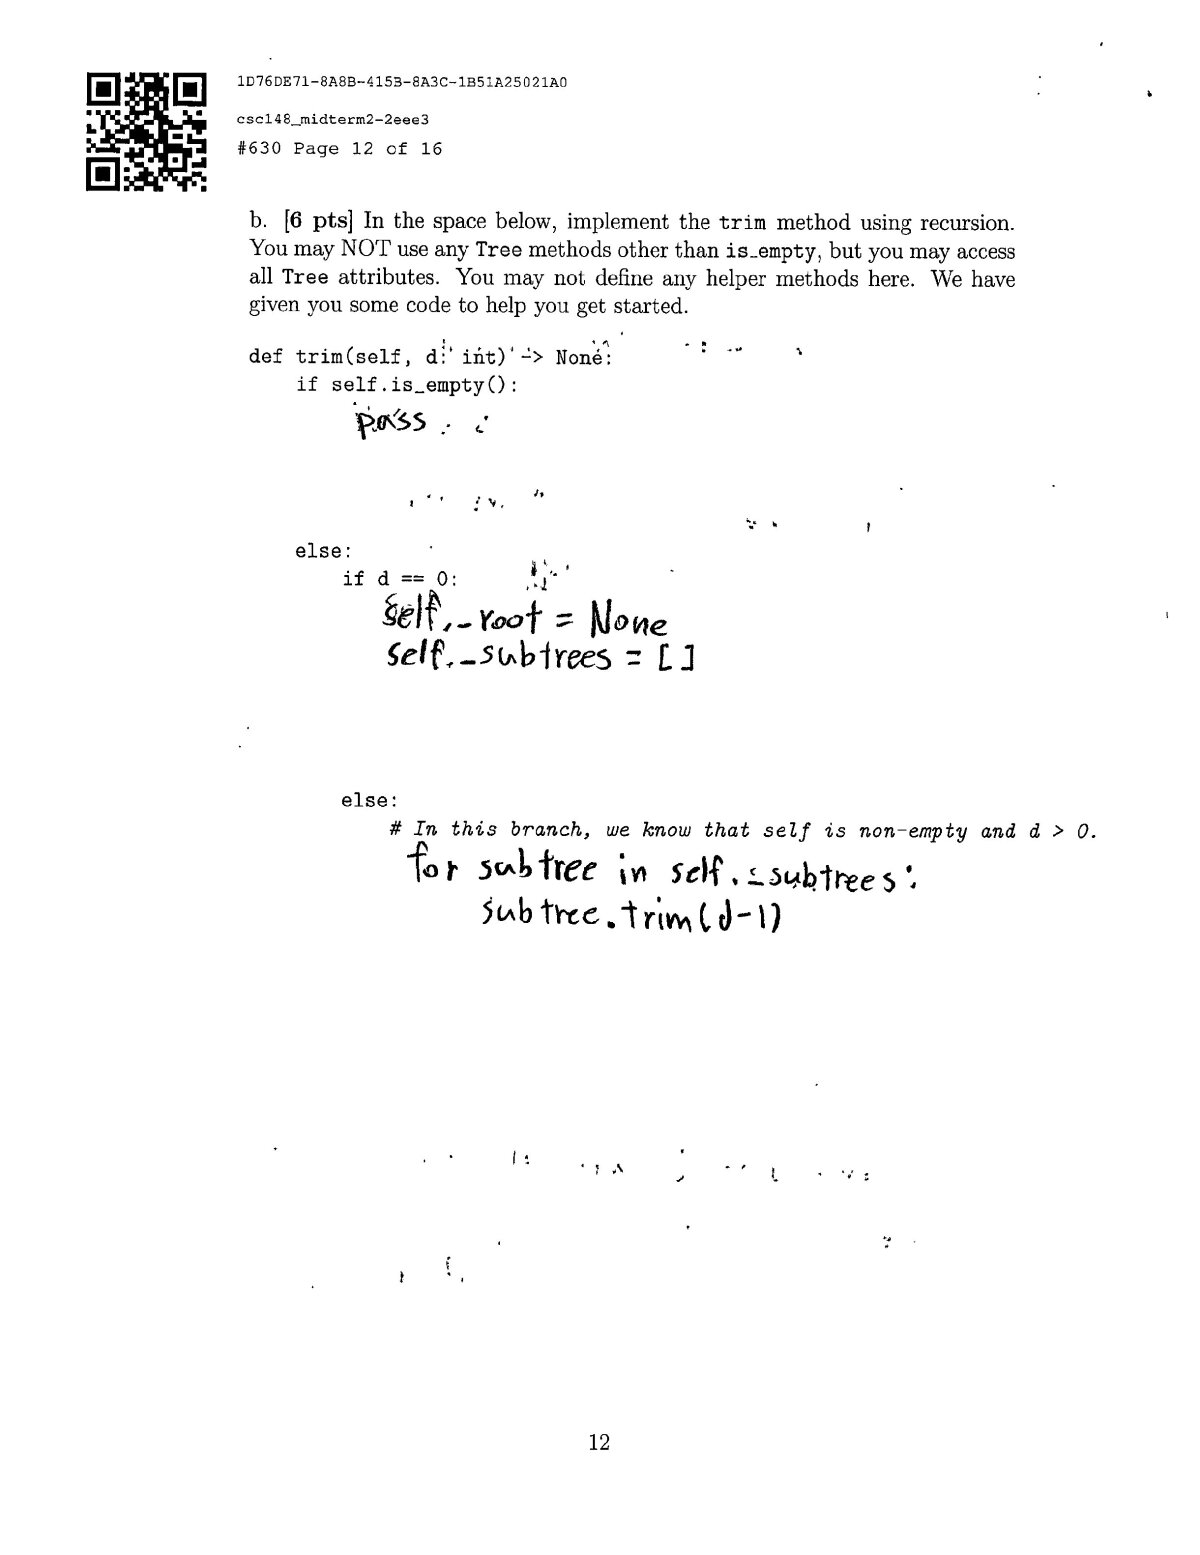 1D76DE71-8A8B-415B-8A3C-1B51A25021A0
csc148_midterm2-2eee3
#630 Page 12 of 16
b. [6 pts] In the space below, implement the trim method using recursion.
You may NOT use any Tree methods other than is_empty, but you may access
all Tree attributes. You may not define any helper methods here. We have
given you some code to help you get started.
def trim(self, d: int) -> None:
if self.is_empty():
pass
else:
if d == 0:
self._root = None
self._subtrees = []
else:
# In this branch, we know that self is non-empty and d > 0.
for subtree in self._subtrees:
subtree.trim(d-1)
12